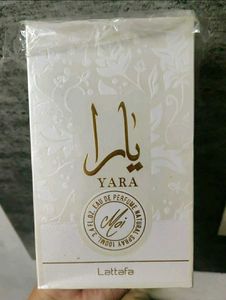 يارا
YARA
3.4 FL.OZ. EAU DE PERFUME NATURAL SPRAY 100ML
Moi
Lattafa